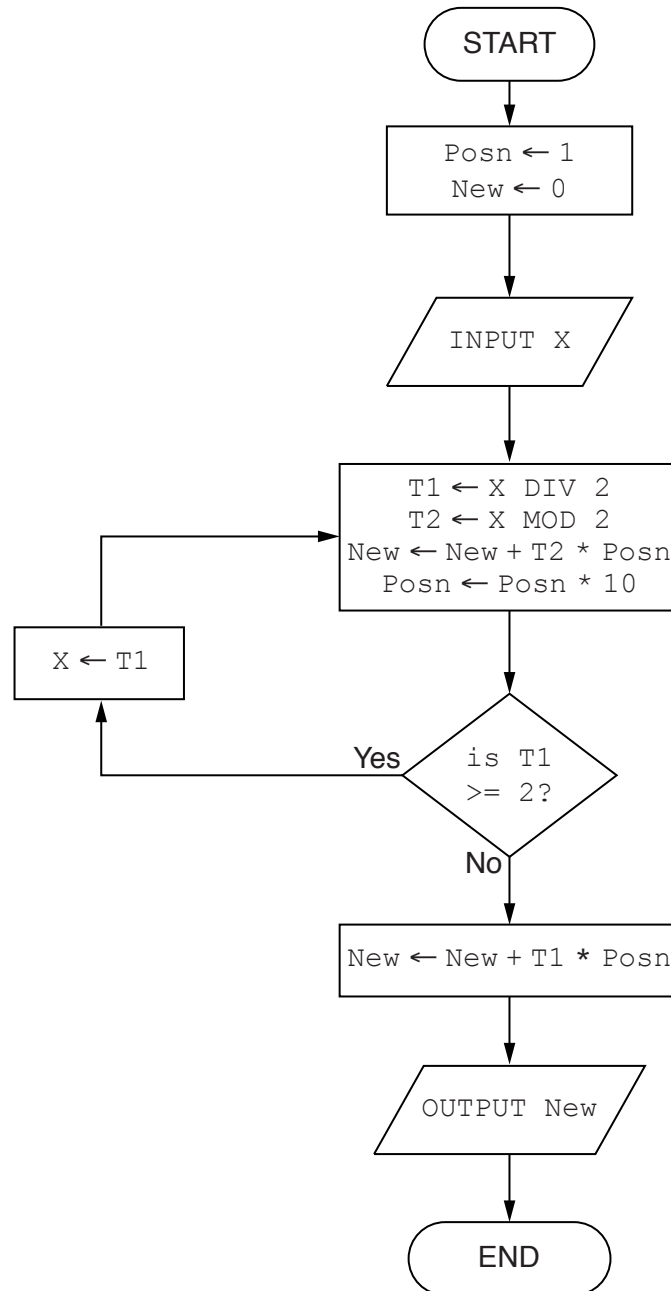 START
Posn ← 1
New ← 0
INPUT X
T1 ← X DIV 2
T2 ← X MOD 2
New ← New + T2 * Posn
Posn ← Posn * 10
X ← T1
Yes
is T1
>= 2?
No
New ← New + T1 * Posn
OUTPUT New
END